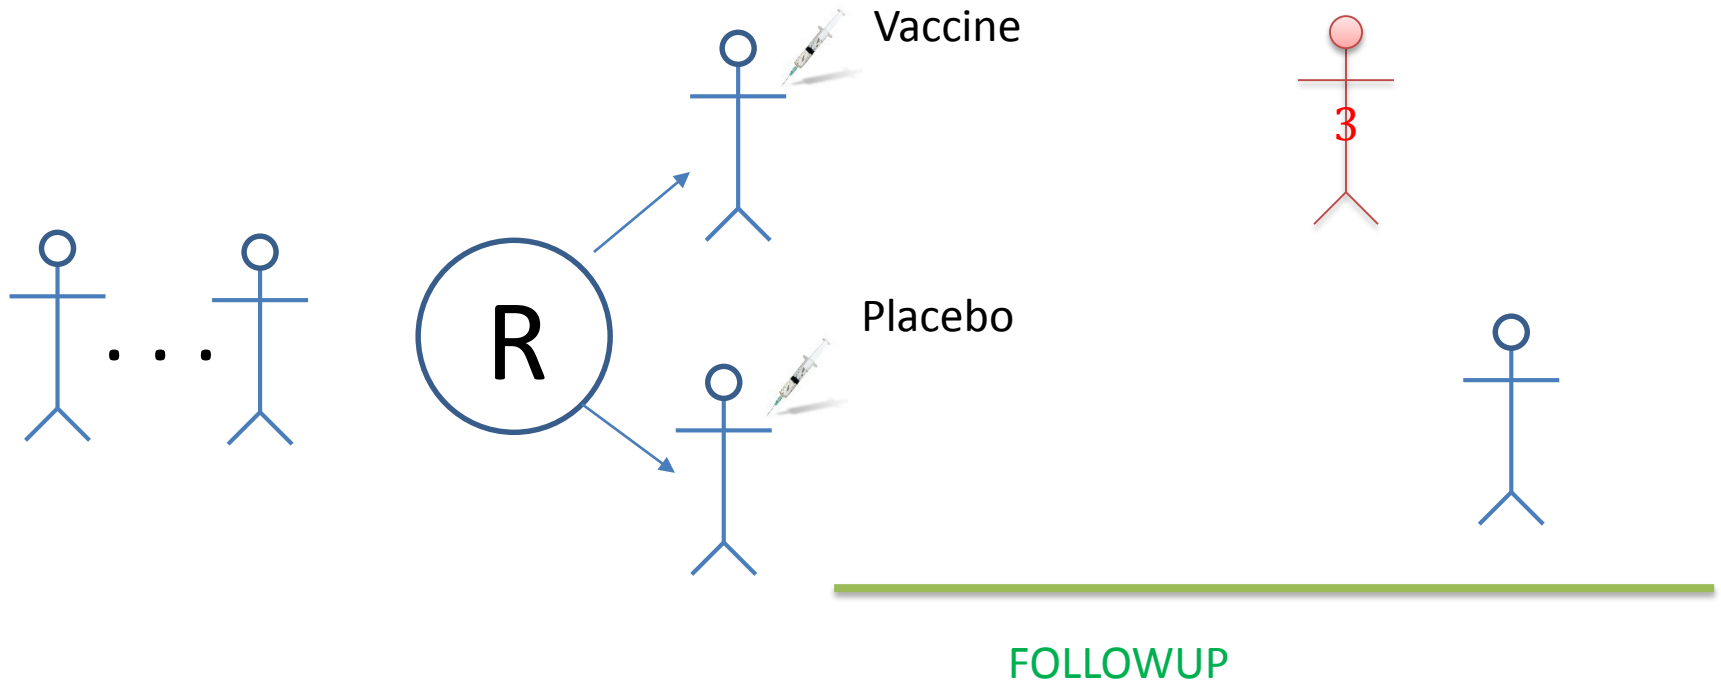 Vaccine
3
Placebo
R
. . .
FOLLOWUP